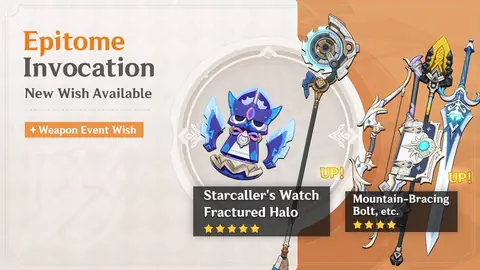 Epitome
Invocation
New Wish Available
+ Weapon Event Wish
UP!
Starcaller's Watch
Fractured Halo
UP!
Mountain-Bracing
Bolt, etc.